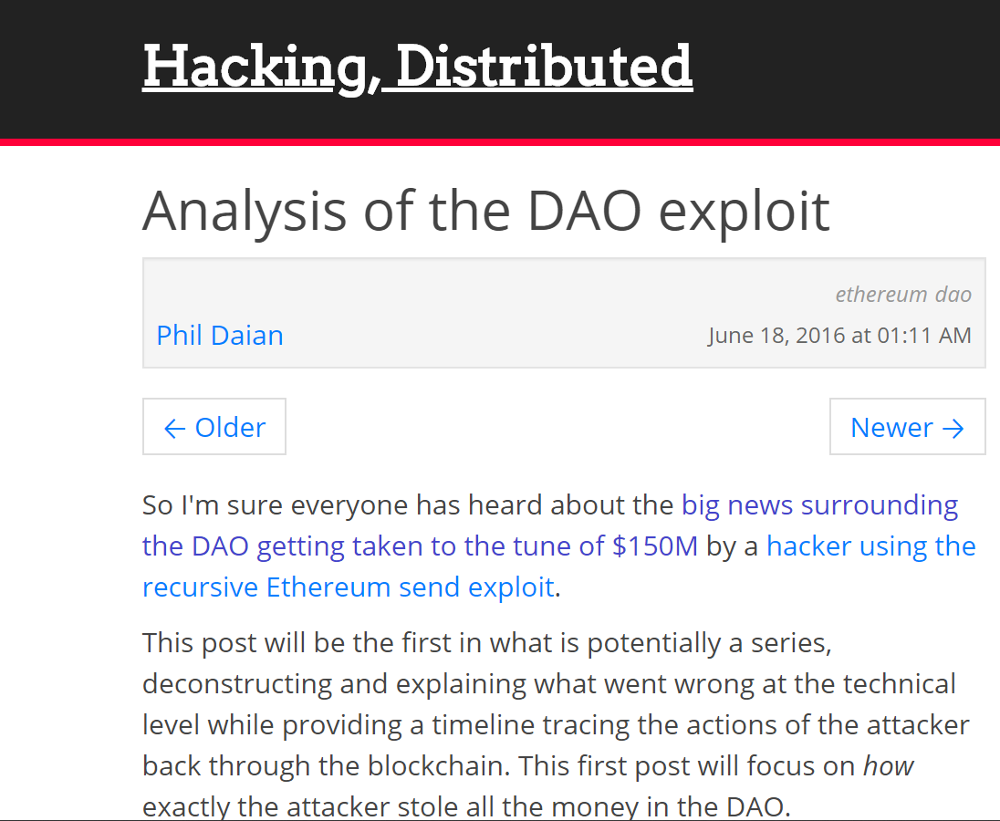 Hacking, Distributed
Analysis of the DAO exploit
ethereum dao
Phil Daian
June 18, 2016 at 01:11 AM
← Older
Newer →
So I'm sure everyone has heard about the big news surrounding
the DAO getting taken to the tune of $150M by a hacker using the
recursive Ethereum send exploit.
This post will be the first in what is potentially a series,
deconstructing and explaining what went wrong at the technical
level while providing a timeline tracing the actions of the attacker
back through the blockchain. This first post will focus on how
exactly the attacker stole all the money in the DAO.